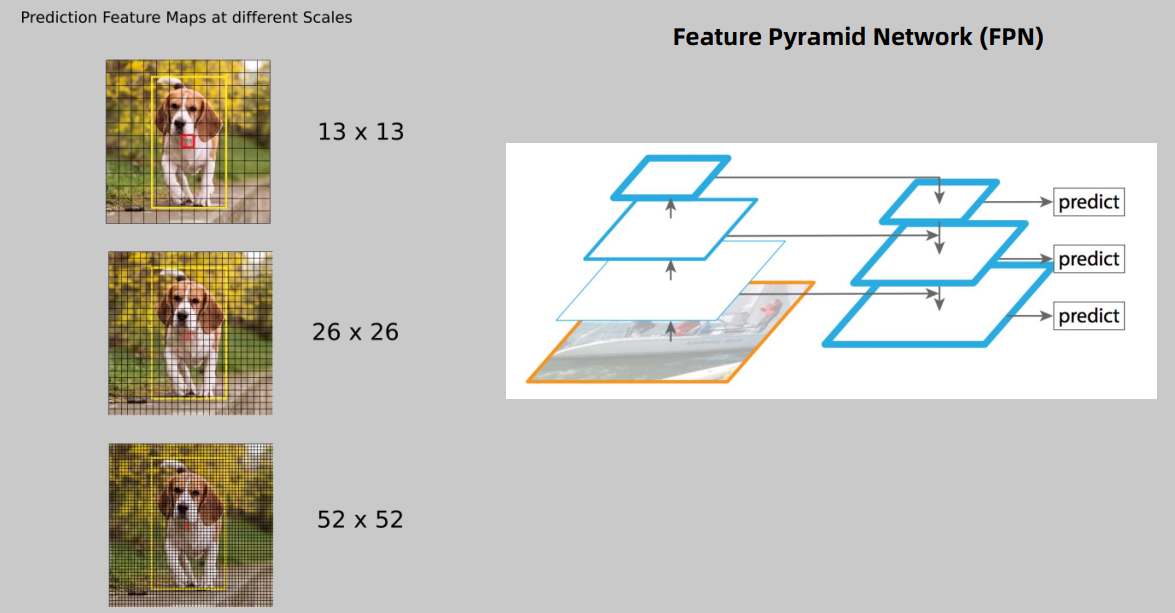 Prediction Feature Maps at different Scales
Feature Pyramid Network (FPN)
13 x 13
26 x 26
52 x 52
predict
predict
predict